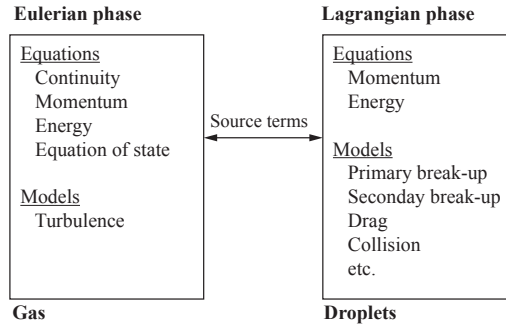 Eulerian phase
Equations
Continuity
Momentum
Energy
Equation of state
Models
Turbulence
Gas
Source terms
Lagrangian phase
Equations
Momentum
Energy
Models
Primary break-up
Seconday break-up
Drag
Collision
etc.
Droplets